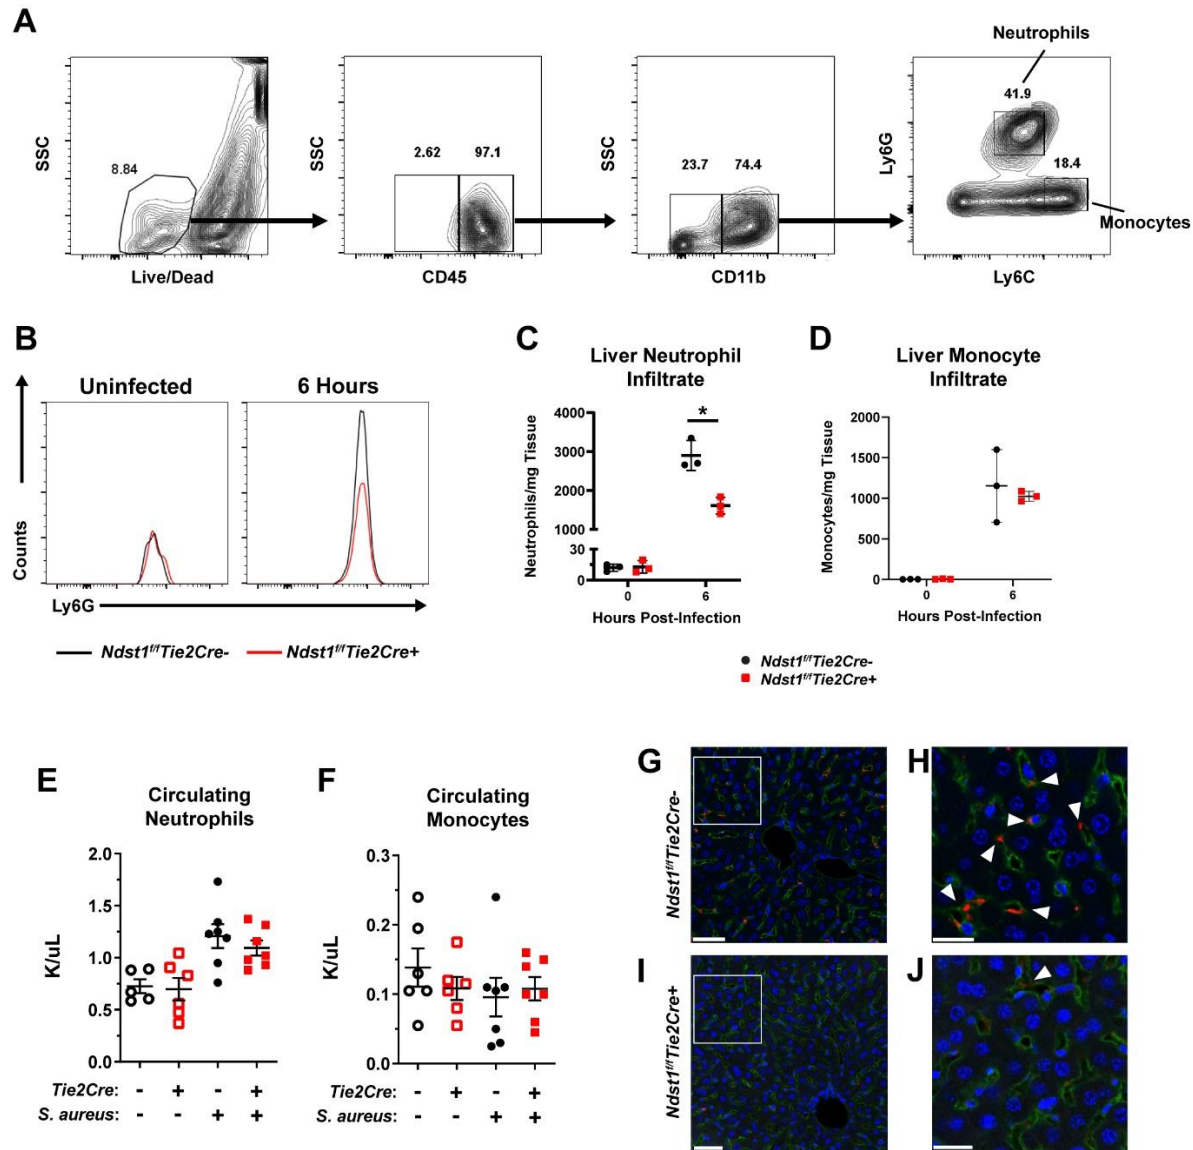 A
Neutrophils
SSC
8.84
Live/Dead
SSC
2.62
97.1
CD45
SSC
23.7
74.4
CD11b
Ly6G
41.9
18.4
Monocytes
Ly6C
B
Uninfected
6 Hours
Counts
Ly6G
Ndst1f/fTie2Cre-
Ndst1f/fTie2Cre+
C
Liver Neutrophil
Infiltrate
Neutrophils/mg Tissue
4000
3000
2000
1000
30
0
*
0
6
Hours Post-Infection
D
Liver Monocyte
Infiltrate
Monocytes/mg Tissue
2000
1500
1000
500
0
0
6
Hours Post-Infection
Ndst1f/fTie2Cre-
Ndst1f/fTie2Cre+
E
Circulating
Neutrophils
K/uL
2.0
1.5
1.0
0.5
0.0
Tie2Cre: - + - +
S. aureus: - - + +
F
Circulating
Monocytes
K/uL
0.3
0.2
0.1
0.0
Tie2Cre: - + - +
S. aureus: - - + +
G
H
Ndst1f/fTie2Cre-
I
J
Ndst1f/fTie2Cre+